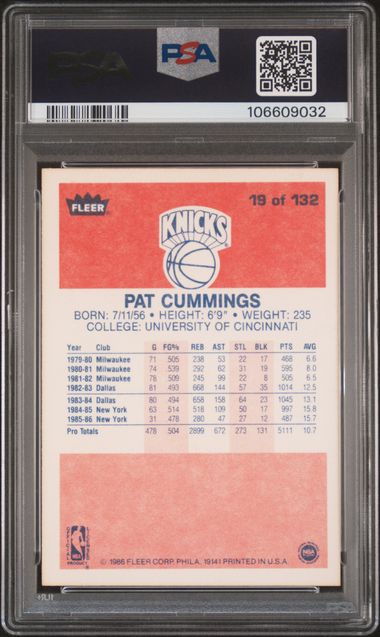 PSA
PSA
106609032
FLEER
19 of 132
KNICKS
PAT CUMMINGS
BORN: 7/11/56 • HEIGHT: 6'9" • WEIGHT: 235
COLLEGE: UNIVERSITY OF CINCINNATI
Year Club G FG% REB AST STL BLK PTS AVG
1979-80 Milwaukee 71 .505 238 53 22 17 468 6.6
1980-81 Milwaukee 74 .539 292 62 31 19 595 8.0
1981-82 Milwaukee 78 .509 245 99 22 8 505 6.5
1982-83 Dallas 81 .493 668 144 57 35 1014 12.5
1983-84 Dallas 80 .494 658 158 64 23 1045 13.1
1984-85 New York 63 .514 518 109 50 17 997 15.8
1985-86 New York 31 .478 280 47 27 12 487 15.7
Pro Totals 478 .504 2899 672 273 131 5111 10.7
OFFICIAL
NBA
PRODUCT
© 1986 FLEER CORP. PHILA. 19141 PRINTED IN U.S.A.